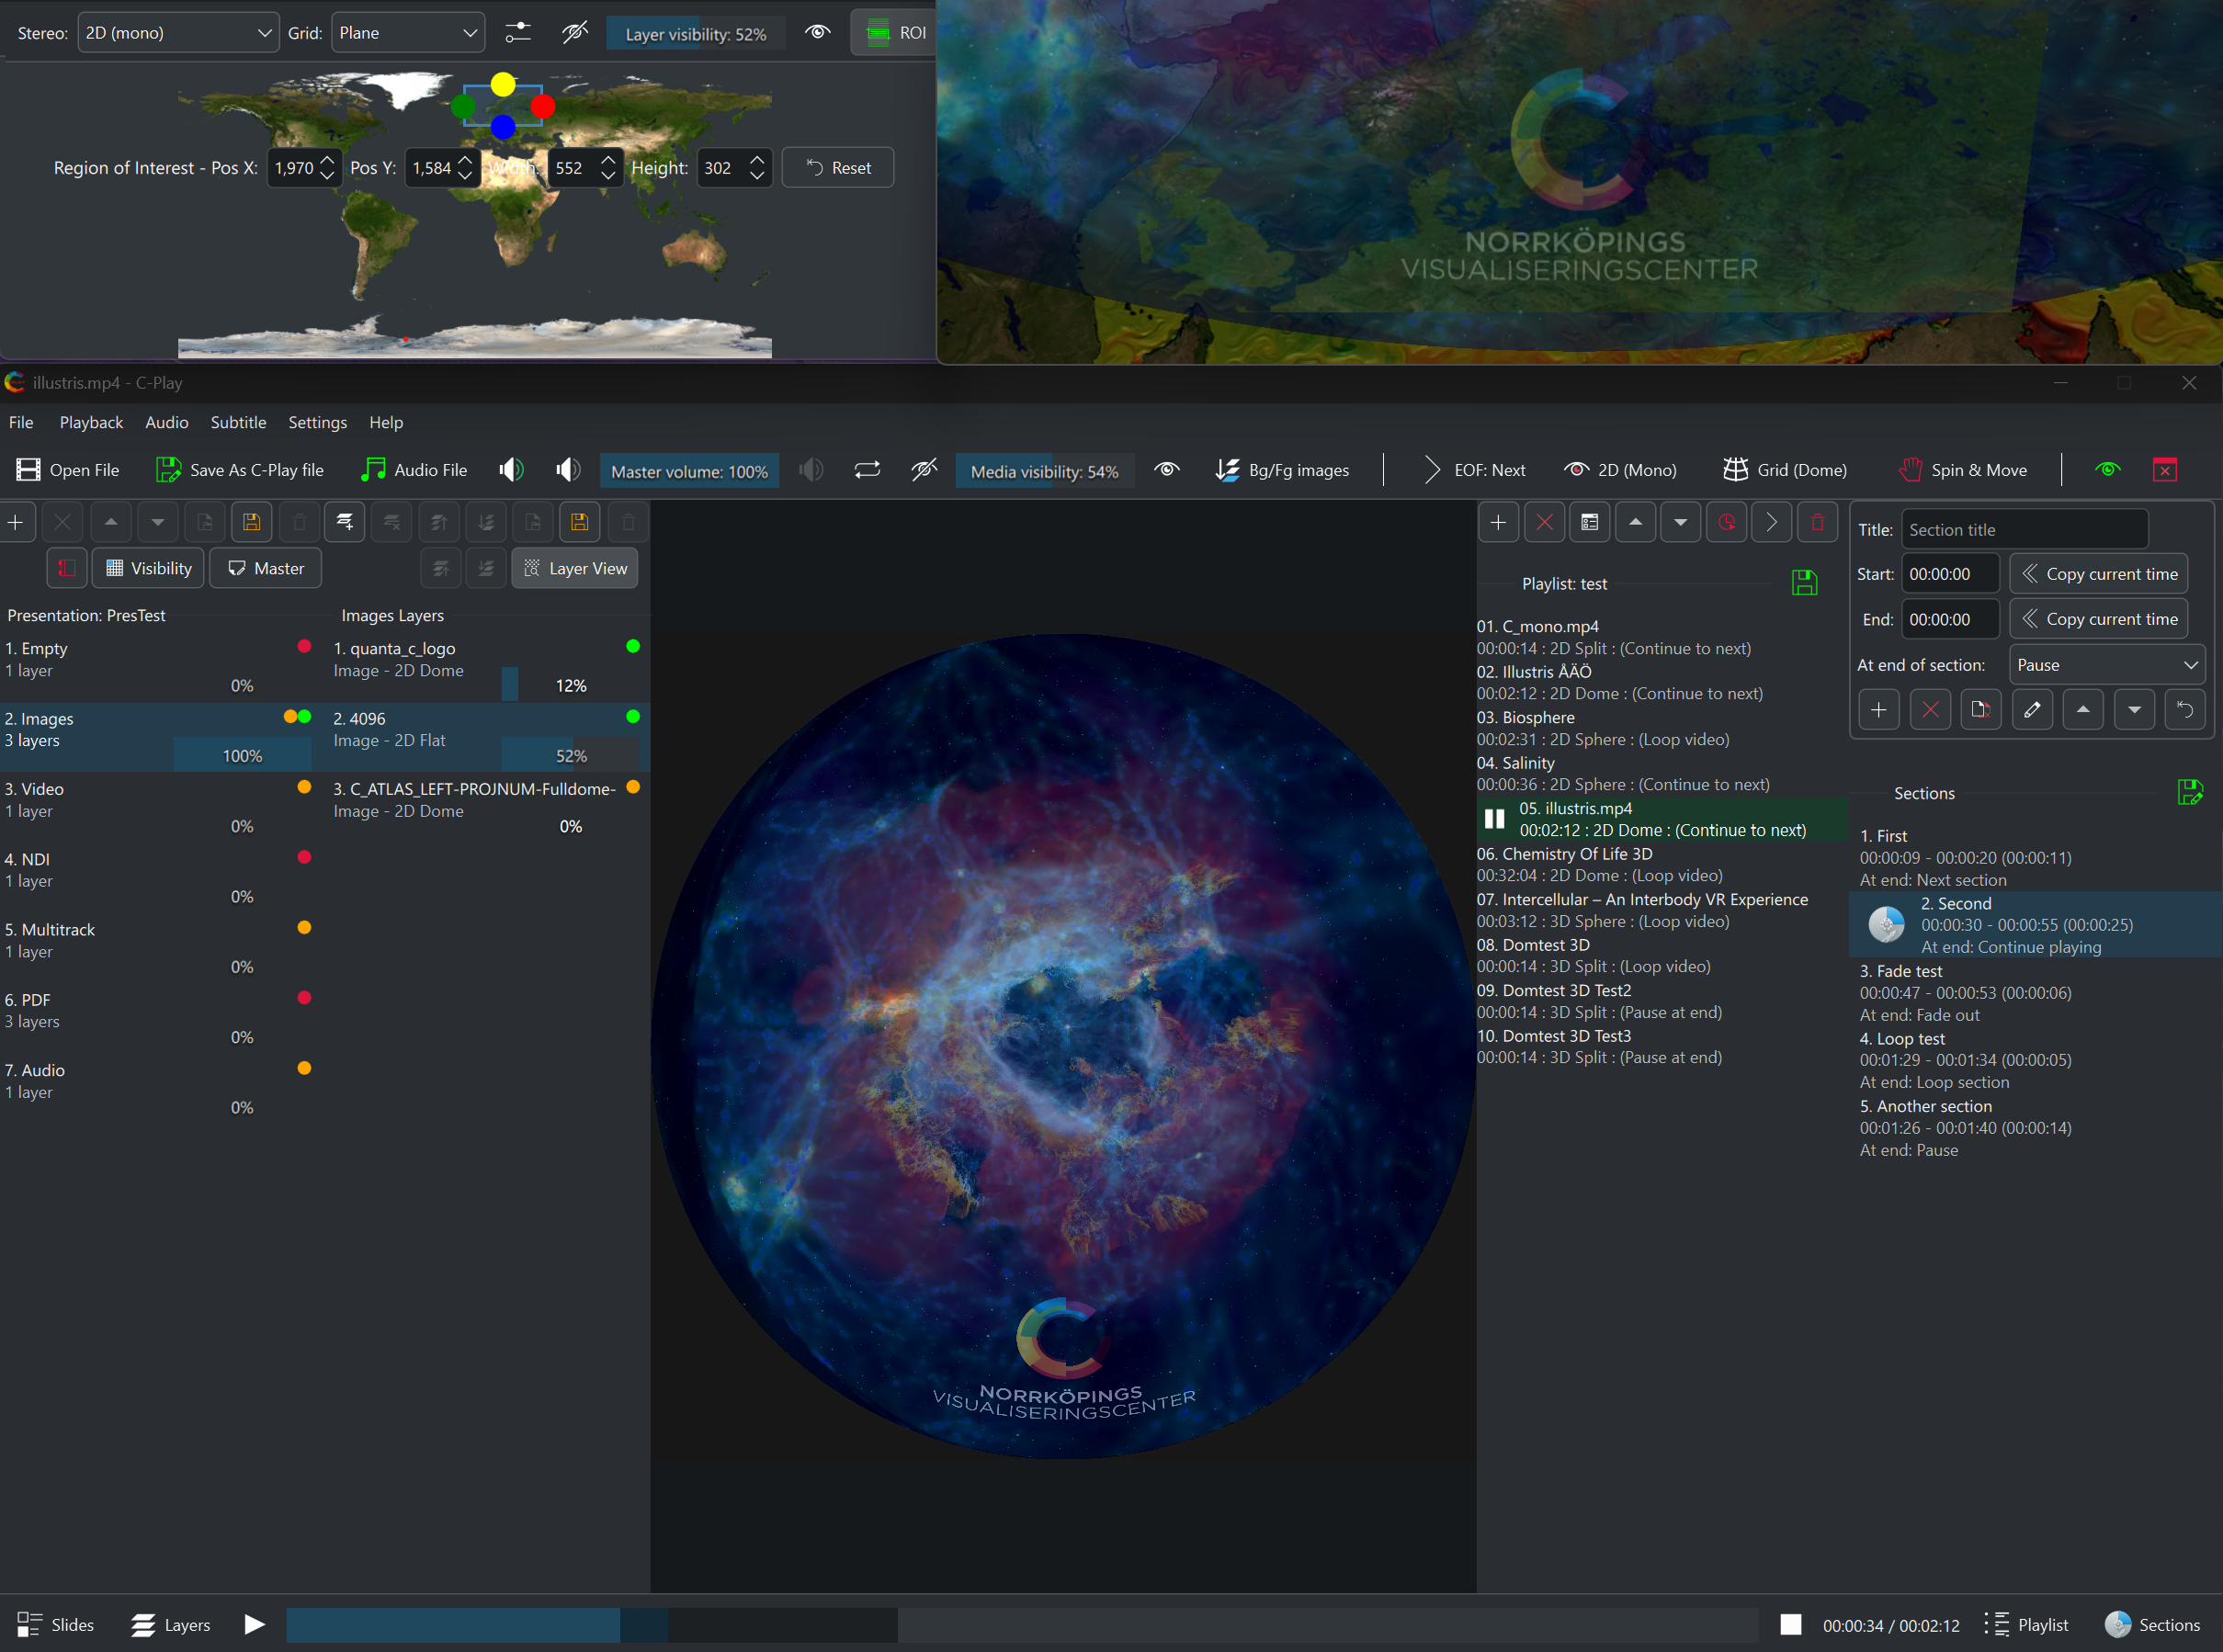 Stereo: 2D (mono) Grid: Plane Layer visibility: 52% ROI
Region of Interest - Pos X: 1,970 Pos Y: 1,584 Width: 552 Height: 302 Reset
NORRKÖPINGS
VISUALISERINGSCENTER
illustris.mp4 - C-Play
File Playback Audio Subtitle Settings Help
Open File Save As C-Play file Audio File Master volume: 100% Media visibility: 54% Bg/Fg images EOF: Next 2D (Mono) Grid (Dome) Spin & Move
Visibility Master Layer View
Presentation: PresTest
1. Empty
1 layer
0%
2. Images
3 layers
100%
3. Video
1 layer
0%
4. NDI
1 layer
0%
5. Multitrack
1 layer
0%
6. PDF
3 layers
0%
7. Audio
1 layer
0%
Images Layers
1. quanta_c_logo
Image - 2D Dome
12%
2. 4096
Image - 2D Flat
52%
3. C_ATLAS_LEFT-PROJNUM-Fulldome-
Image - 2D Dome
0%
NORRKÖPINGS
VISUALISERINGSCENTER
Playlist: test
01. C_mono.mp4
00:00:14 : 2D Split : (Continue to next)
02. Illustris ÅÄÖ
00:02:12 : 2D Dome : (Continue to next)
03. Biosphere
00:02:31 : 2D Sphere : (Loop video)
04. Salinity
00:00:36 : 2D Sphere : (Continue to next)
05. illustris.mp4
00:02:12 : 2D Dome : (Continue to next)
06. Chemistry Of Life 3D
00:32:04 : 2D Dome : (Loop video)
07. Intercellular – An Interbody VR Experience
00:03:12 : 3D Sphere : (Loop video)
08. Domtest 3D
00:00:14 : 3D Split : (Loop video)
09. Domtest 3D Test2
00:00:14 : 3D Split : (Pause at end)
10. Domtest 3D Test3
00:00:14 : 3D Split : (Pause at end)
Title: Section title
Start: 00:00:00 Copy current time
End: 00:00:00 Copy current time
At end of section: Pause
Sections
1. First
00:00:09 - 00:00:20 (00:00:11)
At end: Next section
2. Second
00:00:30 - 00:00:55 (00:00:25)
At end: Continue playing
3. Fade test
00:00:47 - 00:00:53 (00:00:06)
At end: Fade out
4. Loop test
00:01:29 - 00:01:34 (00:00:05)
At end: Loop section
5. Another section
00:01:26 - 00:01:40 (00:00:14)
At end: Pause
Slides Layers 00:00:34 / 00:02:12 Playlist Sections